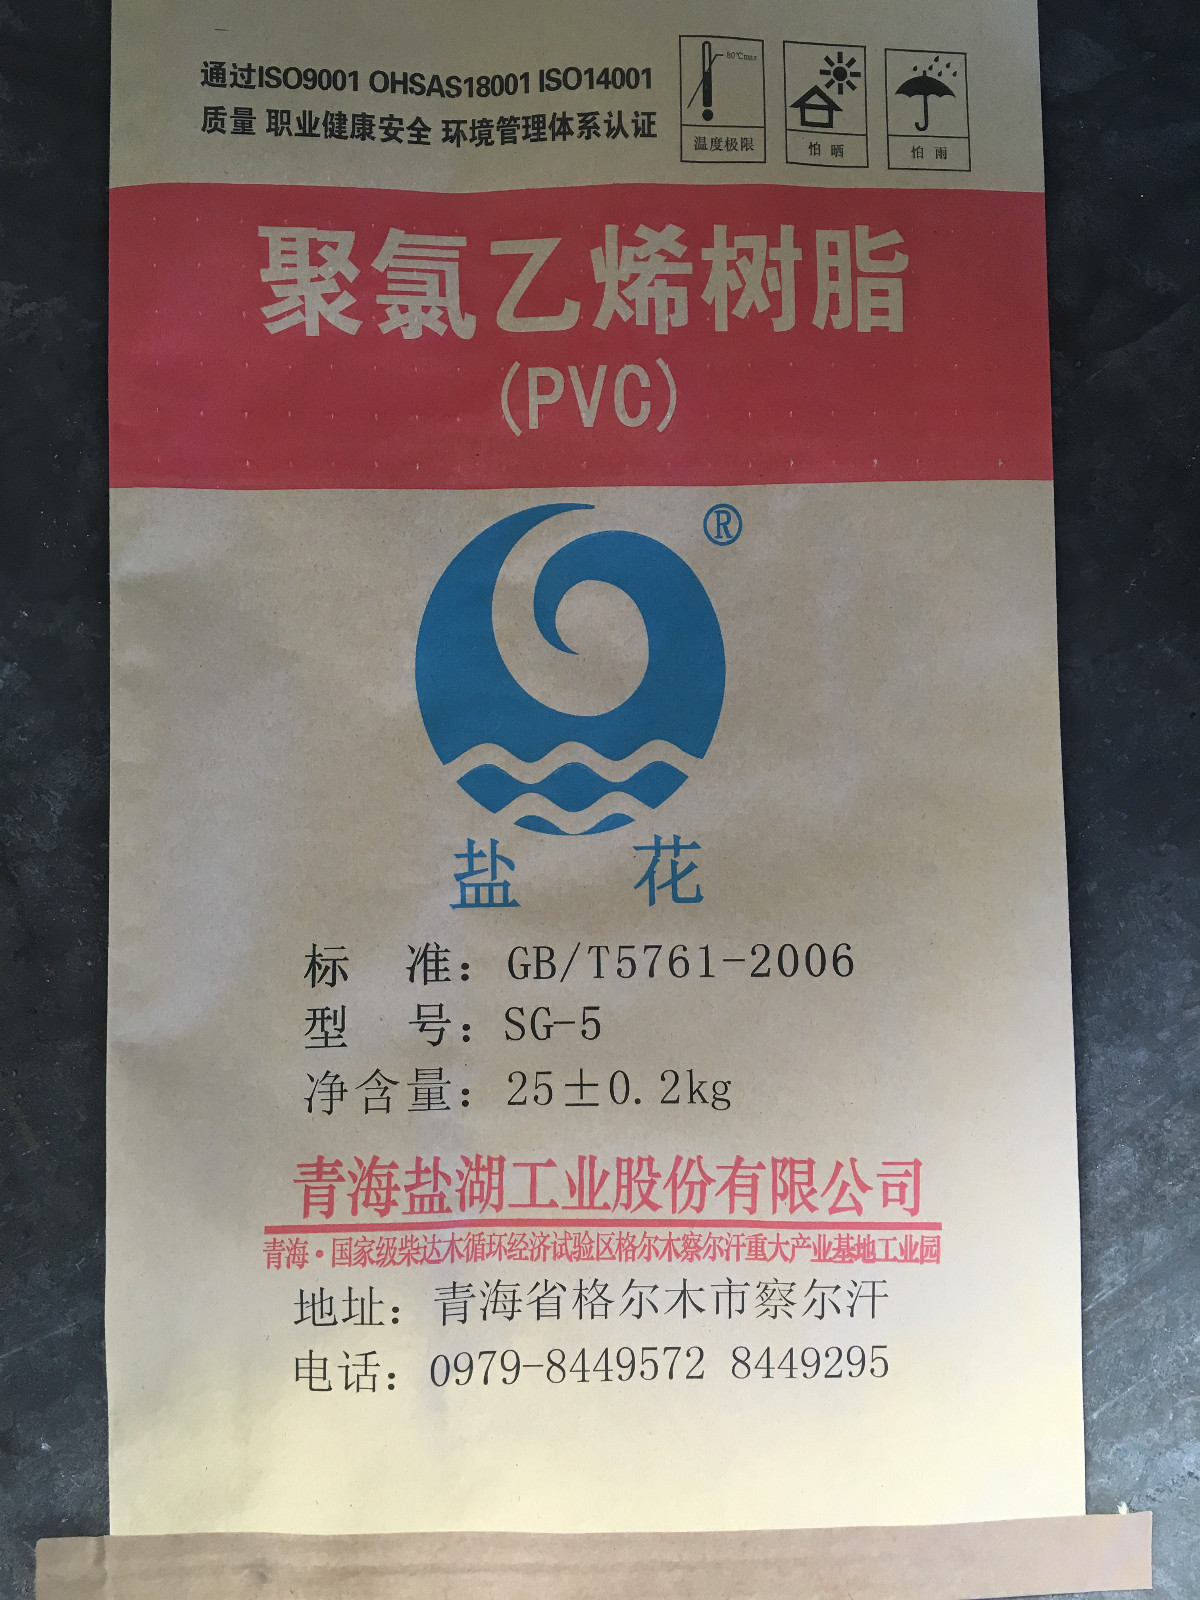 通过ISO9001 OHSAS18001 ISO14001
质量 职业健康安全 环境管理体系认证
80℃max
温度极限
怕 晒
怕 雨
聚氯乙烯树脂
(PVC)
®
盐 花
标 准：GB/T5761-2006
型 号：SG-5
净含量：25±0.2kg
青海盐湖工业股份有限公司
青海·国家级柴达木循环经济试验区格尔木察尔汗重大产业基地工业园
地址：青海省格尔木市察尔汗
电话：0979-8449572 8449295